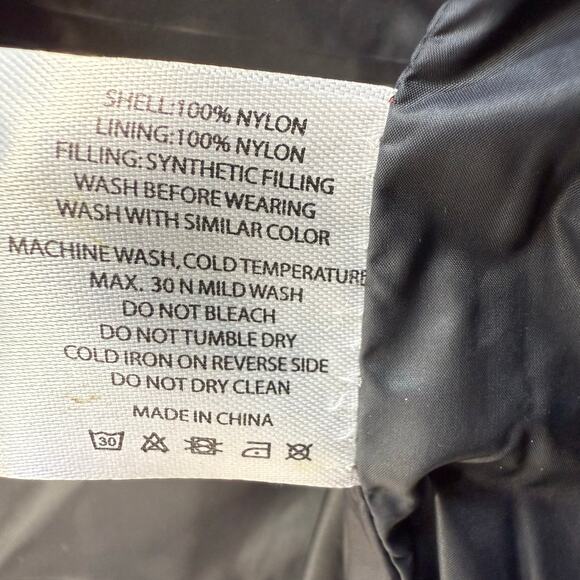 SHELL:100% NYLON
LINING:100% NYLON
FILLING: SYNTHETIC FILLING
WASH BEFORE WEARING
WASH WITH SIMILAR COLOR
MACHINE WASH, COLD TEMPERATURE
MAX. 30 N MILD WASH
DO NOT BLEACH
DO NOT TUMBLE DRY
COLD IRON ON REVERSE SIDE
DO NOT DRY CLEAN
MADE IN CHINA
30